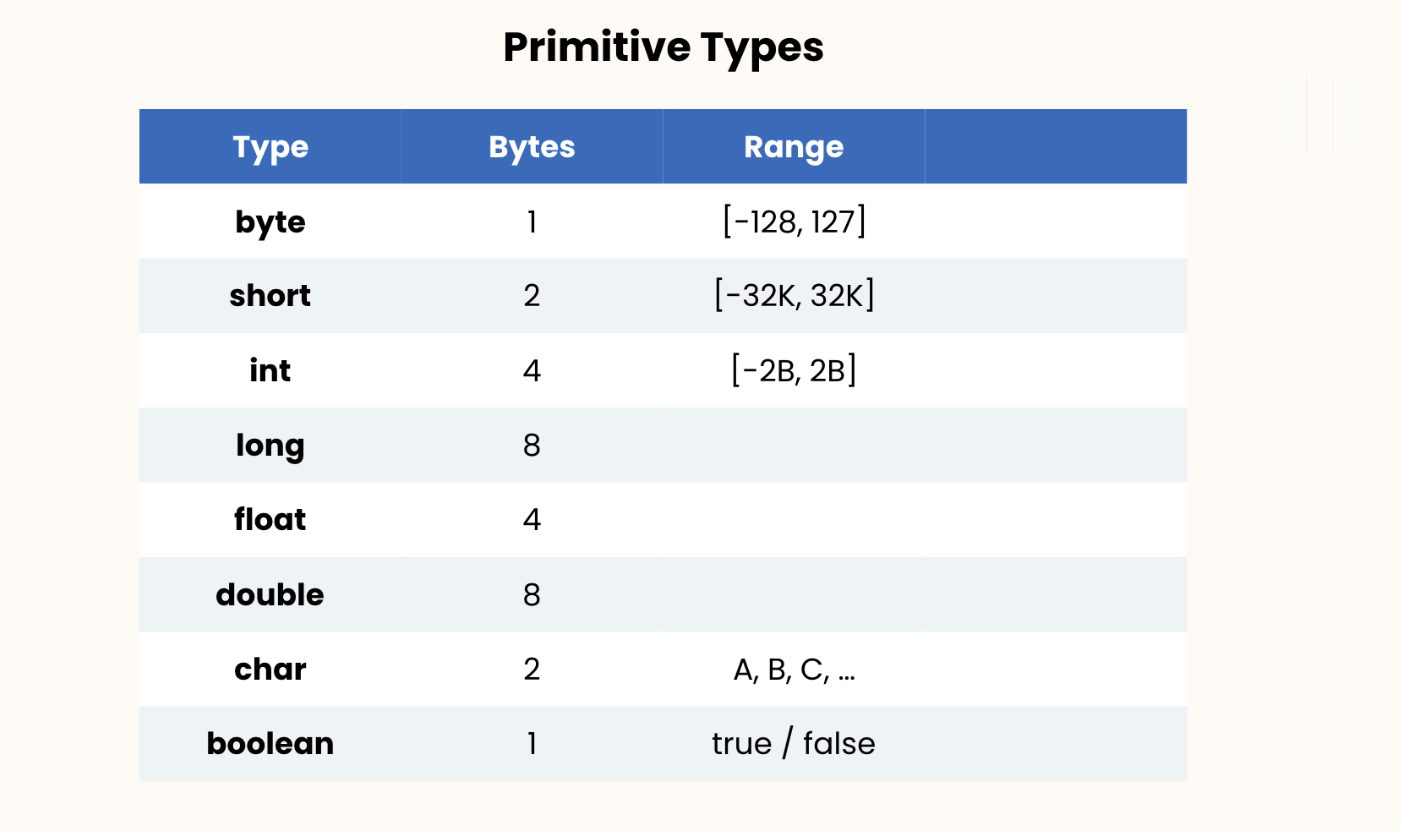 Primitive Types
Type Bytes Range
byte 1 [-128, 127]
short 2 [-32K, 32K]
int 4 [-2B, 2B]
long 8
float 4
double 8
char 2 A, B, C, ...
boolean 1 true / false